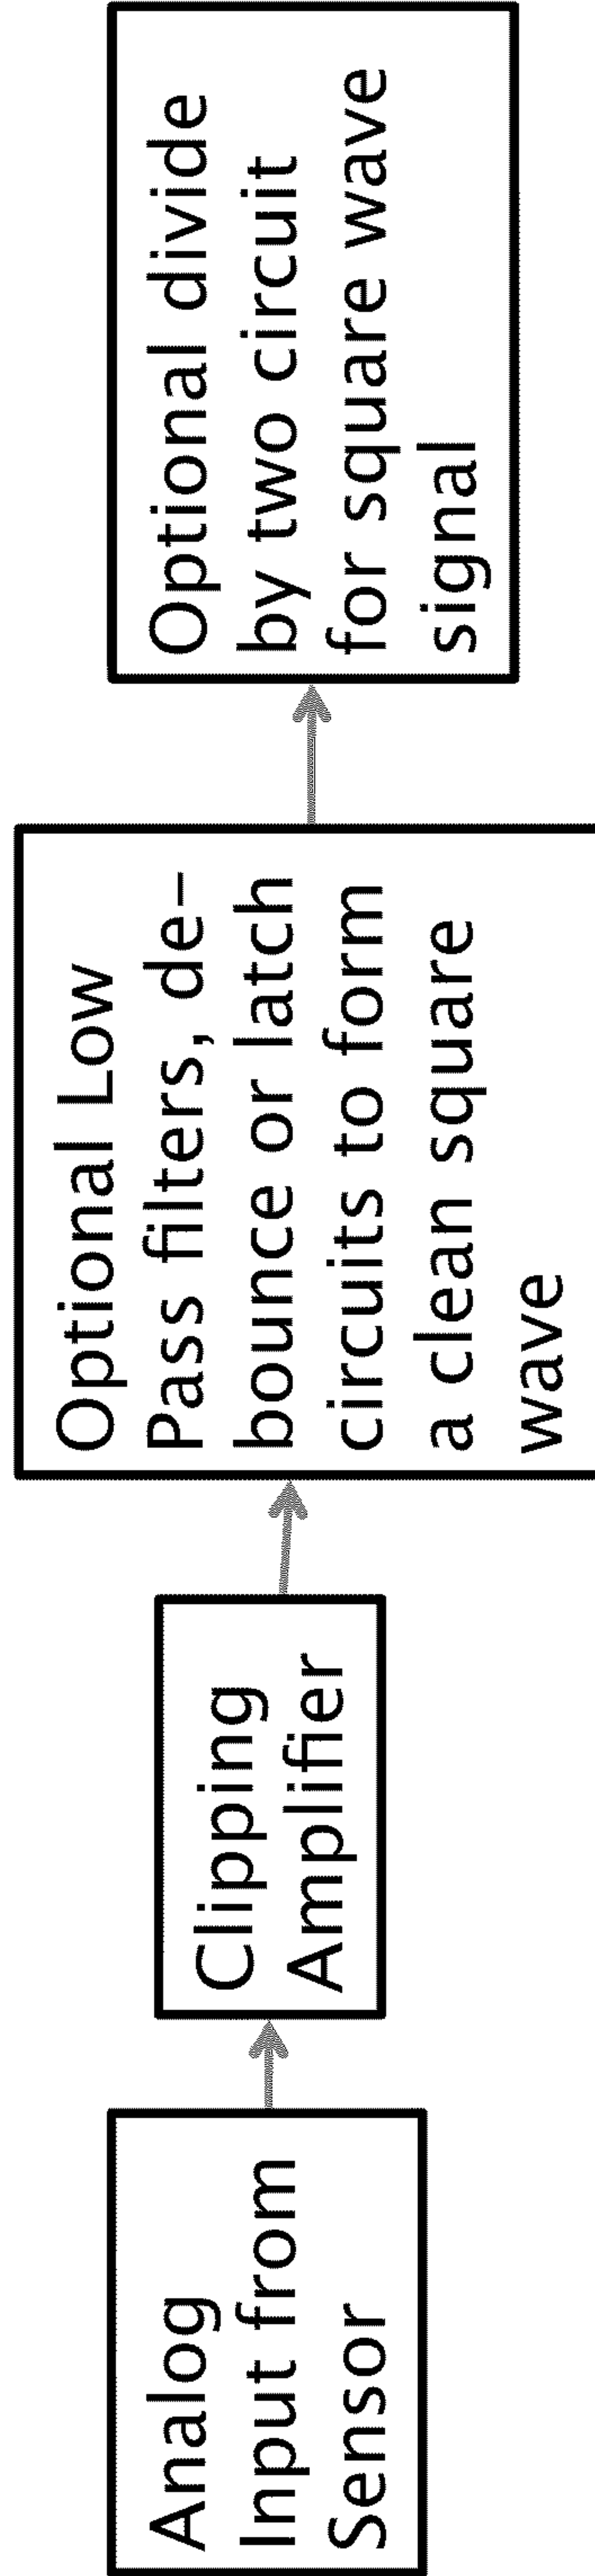 Analog
Input from
Sensor
Clipping
Amplifier
Optional Low
Pass filters, de-
bounce or latch
circuits to form
a clean square
wave
Optional divide
by two circuit
for square wave
signal